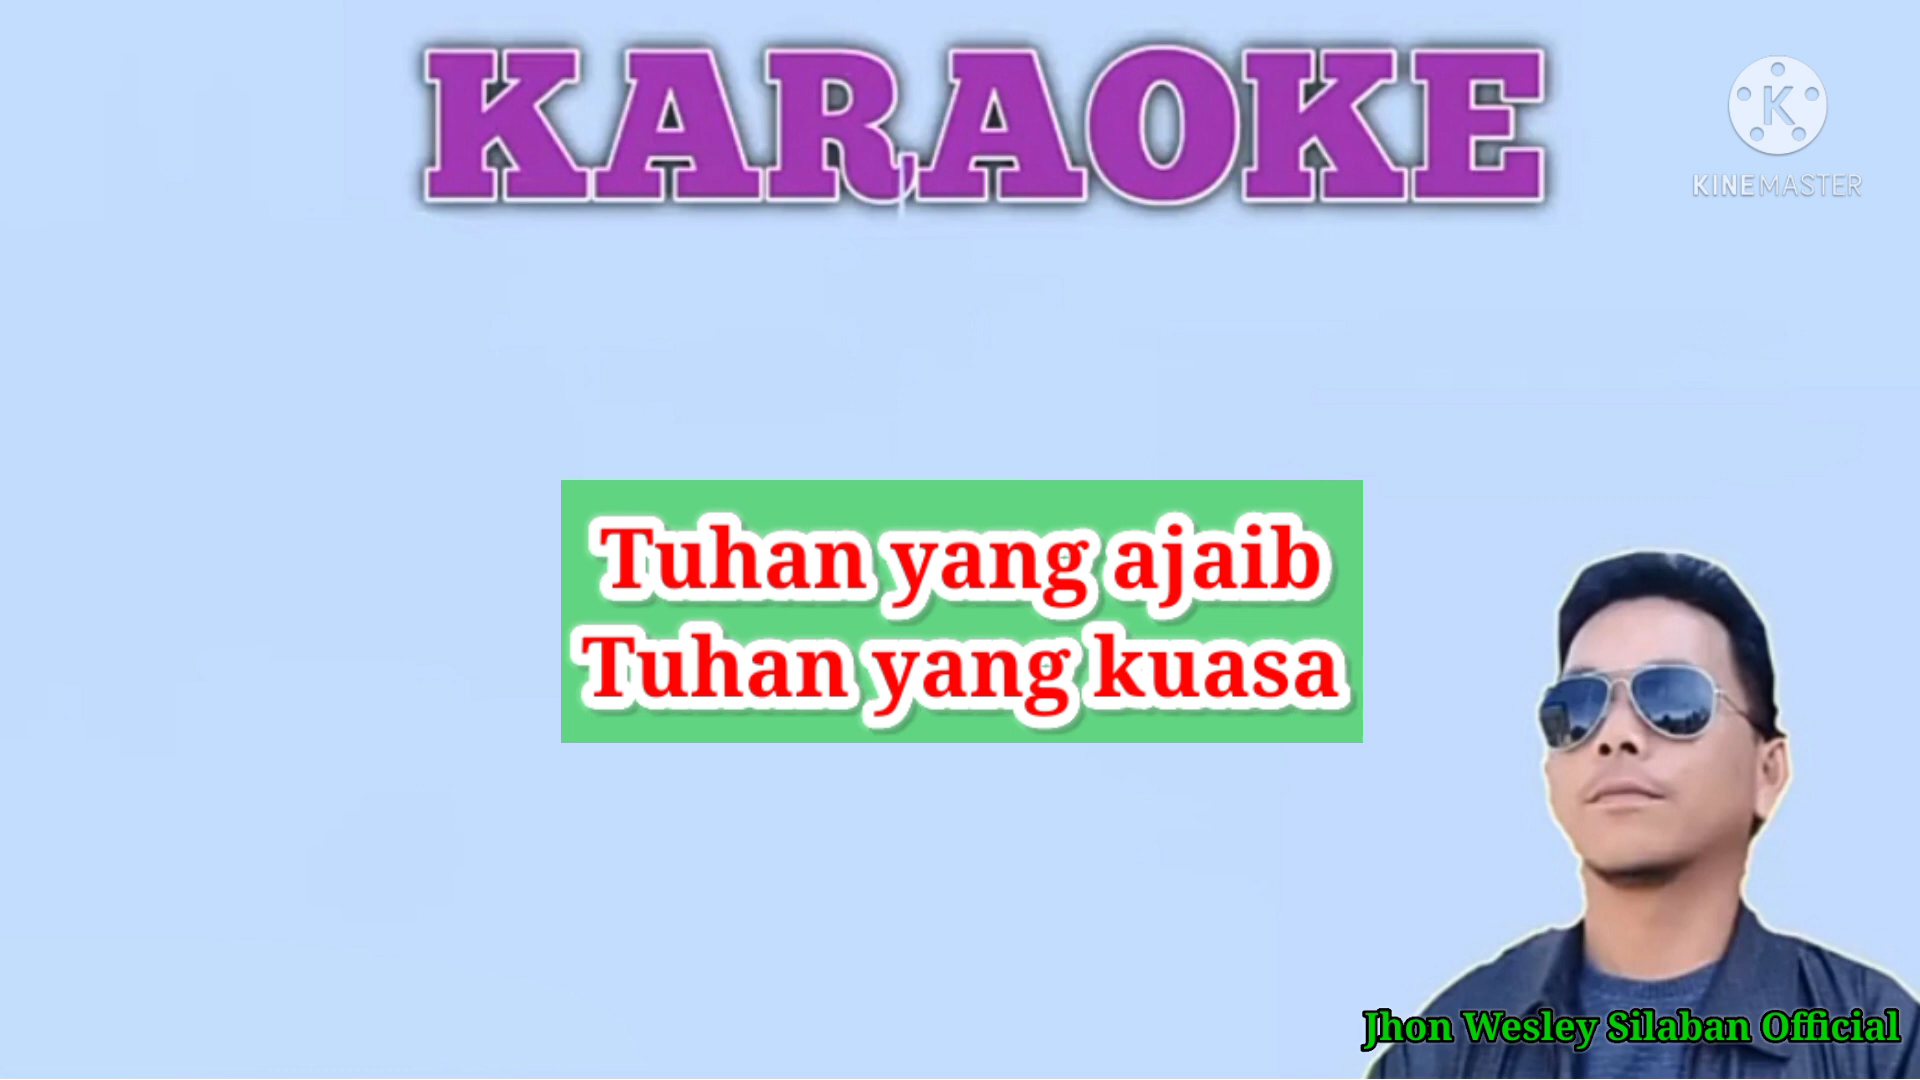 KARAOKE
K
KINEMASTER
Tuhan yang ajaib
Tuhan yang kuasa
Jhon Wesley Silaban Official